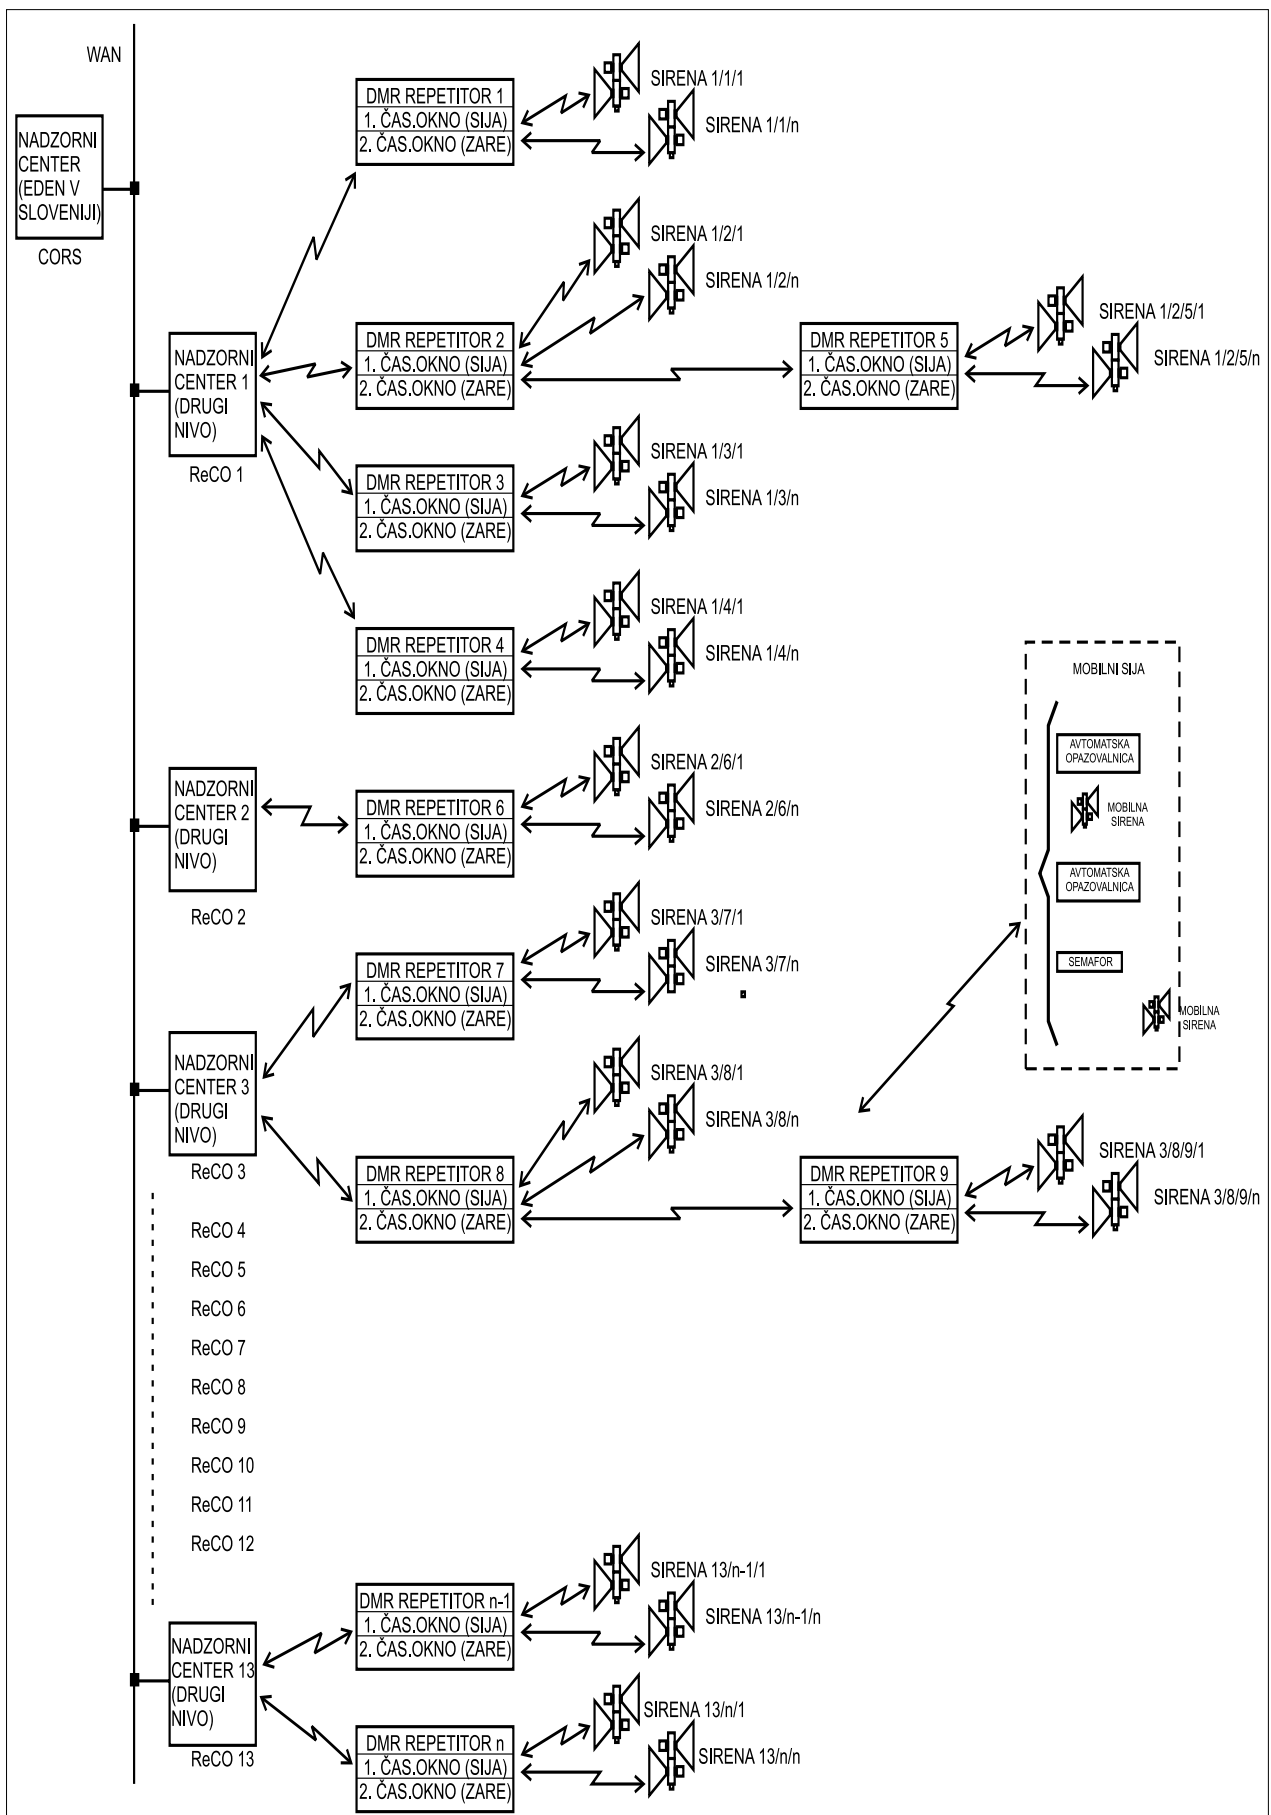 WAN
NADZORNI
CENTER
(EDEN V
SLOVENIJI)
CORS
DMR REPETITOR 1
1. ČAS.OKNO (SIJA)
2. ČAS.OKNO (ZARE)
SIRENA 1/1/1
SIRENA 1/1/n
NADZORNI
CENTER 1
(DRUGI
NIVO)
ReCO 1
DMR REPETITOR 2
1. ČAS.OKNO (SIJA)
2. ČAS.OKNO (ZARE)
SIRENA 1/2/1
SIRENA 1/2/n
DMR REPETITOR 5
1. ČAS.OKNO (SIJA)
2. ČAS.OKNO (ZARE)
SIRENA 1/2/5/1
SIRENA 1/2/5/n
DMR REPETITOR 3
1. ČAS.OKNO (SIJA)
2. ČAS.OKNO (ZARE)
SIRENA 1/3/1
SIRENA 1/3/n
DMR REPETITOR 4
1. ČAS.OKNO (SIJA)
2. ČAS.OKNO (ZARE)
SIRENA 1/4/1
SIRENA 1/4/n
MOBILNI SIJA
AVTOMATSKA
OPAZOVALNICA
MOBILNA
SIRENA
AVTOMATSKA
OPAZOVALNICA
SEMAFOR
MOBILNA
SIRENA
NADZORNI
CENTER 2
(DRUGI
NIVO)
ReCO 2
DMR REPETITOR 6
1. ČAS.OKNO (SIJA)
2. ČAS.OKNO (ZARE)
SIRENA 2/6/1
SIRENA 2/6/n
NADZORNI
CENTER 3
(DRUGI
NIVO)
ReCO 3
DMR REPETITOR 7
1. ČAS.OKNO (SIJA)
2. ČAS.OKNO (ZARE)
SIRENA 3/7/1
SIRENA 3/7/n
DMR REPETITOR 8
1. ČAS.OKNO (SIJA)
2. ČAS.OKNO (ZARE)
SIRENA 3/8/1
SIRENA 3/8/n
DMR REPETITOR 9
1. ČAS.OKNO (SIJA)
2. ČAS.OKNO (ZARE)
SIRENA 3/8/9/1
SIRENA 3/8/9/n
ReCO 4
ReCO 5
ReCO 6
ReCO 7
ReCO 8
ReCO 9
ReCO 10
ReCO 11
ReCO 12
NADZORNI
CENTER 13
(DRUGI
NIVO)
ReCO 13
DMR REPETITOR n-1
1. ČAS.OKNO (SIJA)
2. ČAS.OKNO (ZARE)
SIRENA 13/n-1/1
SIRENA 13/n-1/n
DMR REPETITOR n
1. ČAS.OKNO (SIJA)
2. ČAS.OKNO (ZARE)
SIRENA 13/n/1
SIRENA 13/n/n